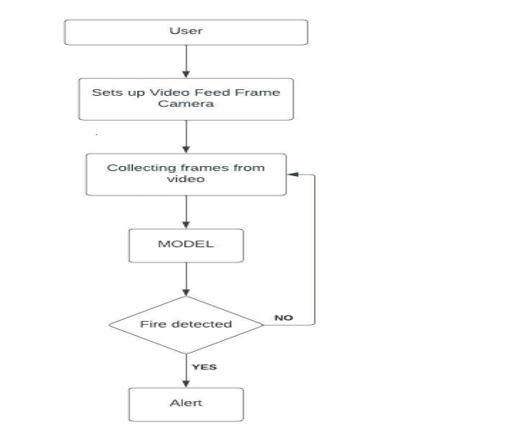 User
Sets up Video Feed Frame
Camera
Collecting frames from
video
MODEL
Fire detected
NO
YES
Alert